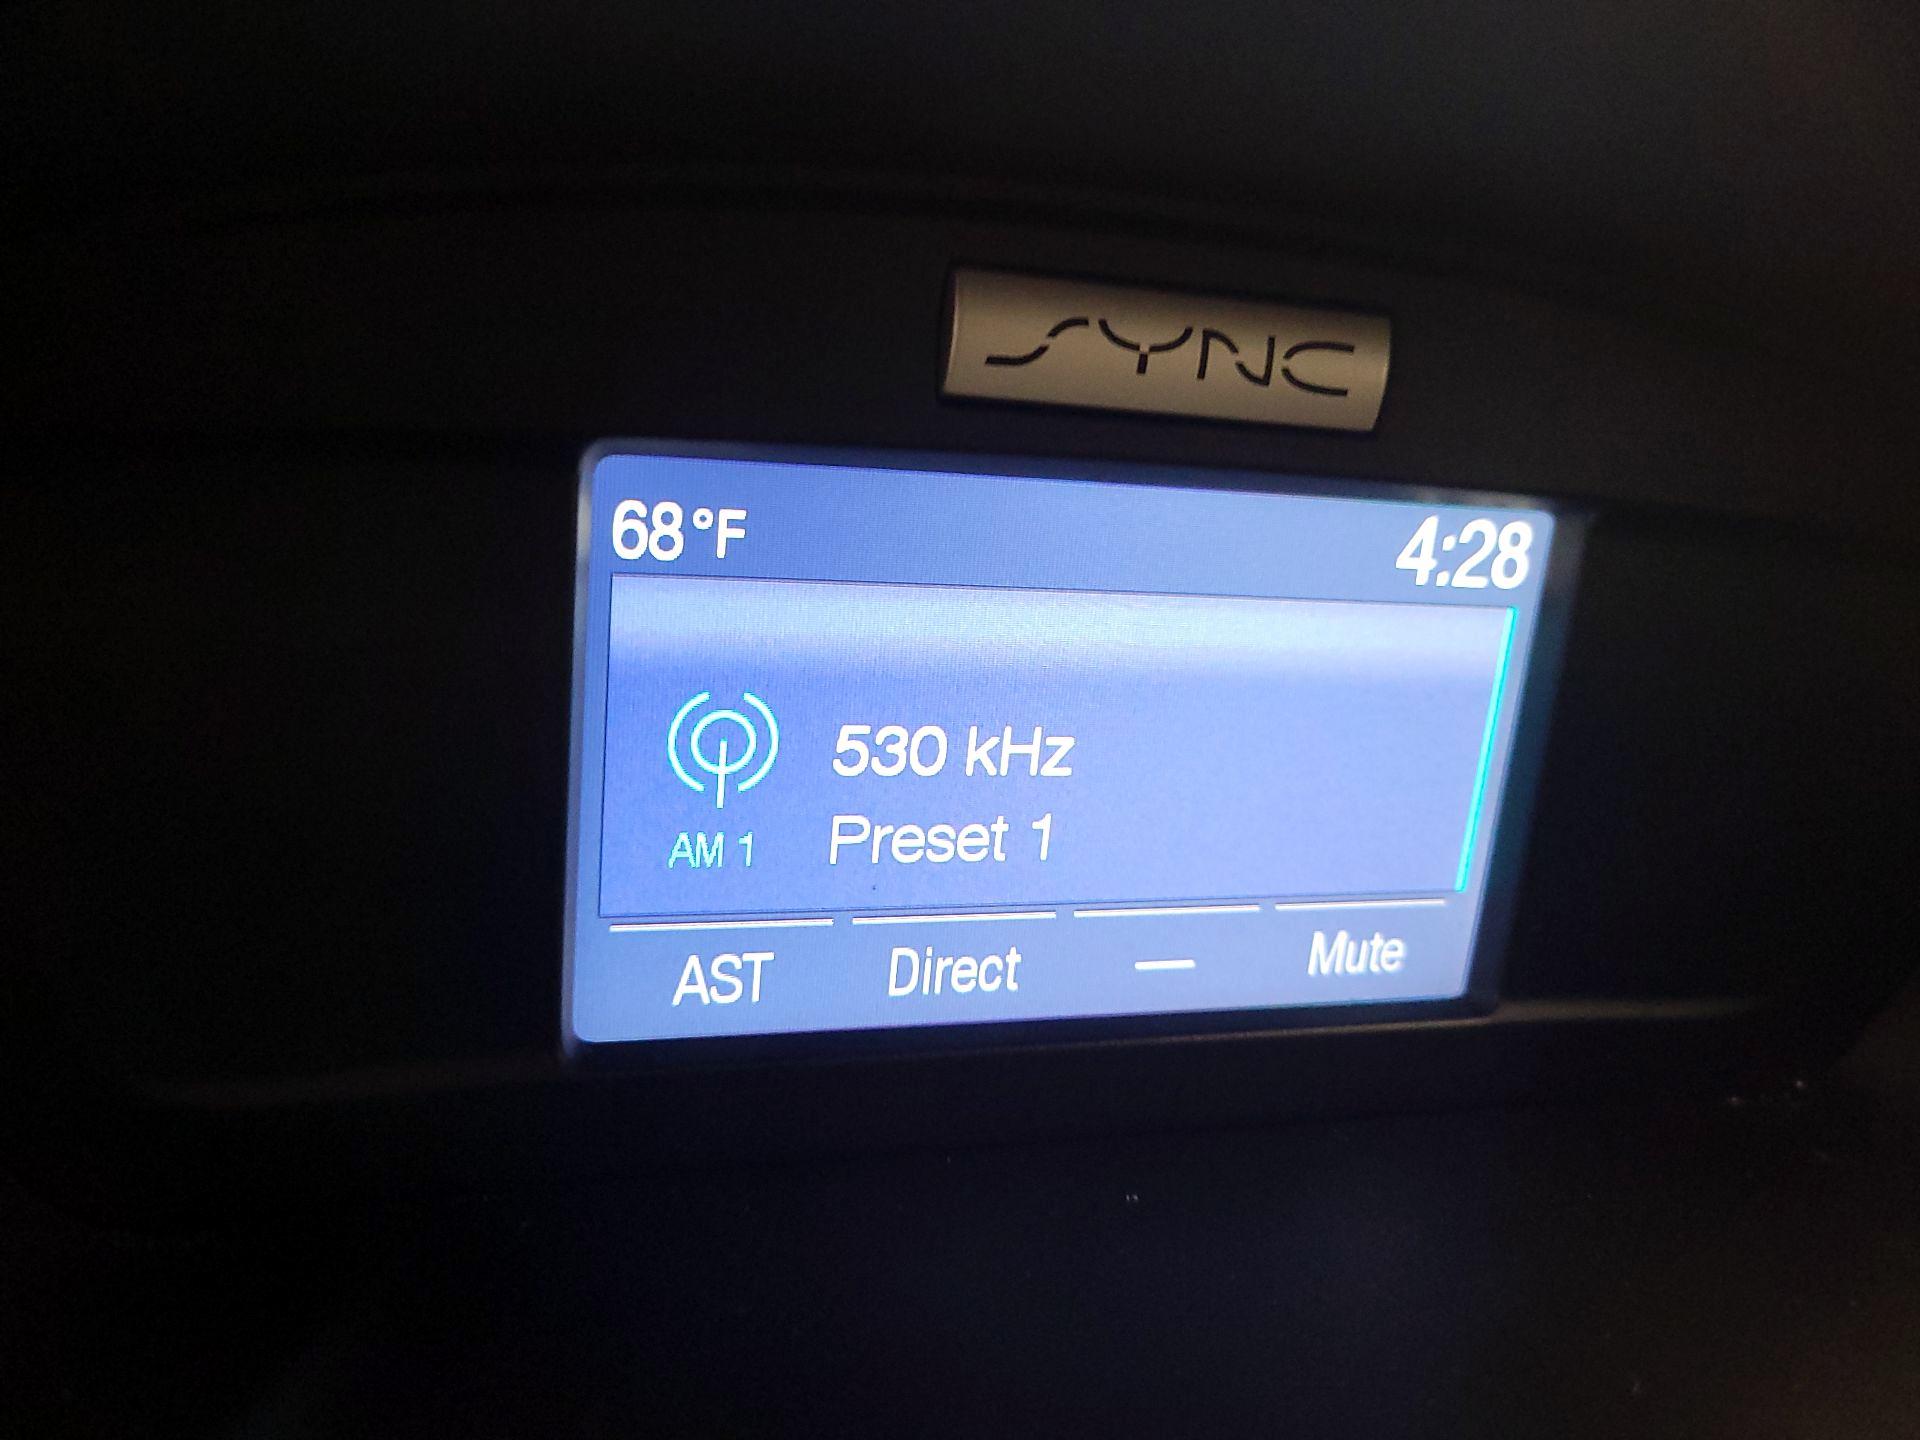 SYNC
68°F 4:28
530 kHz
Preset 1
AM 1
AST Direct — Mute